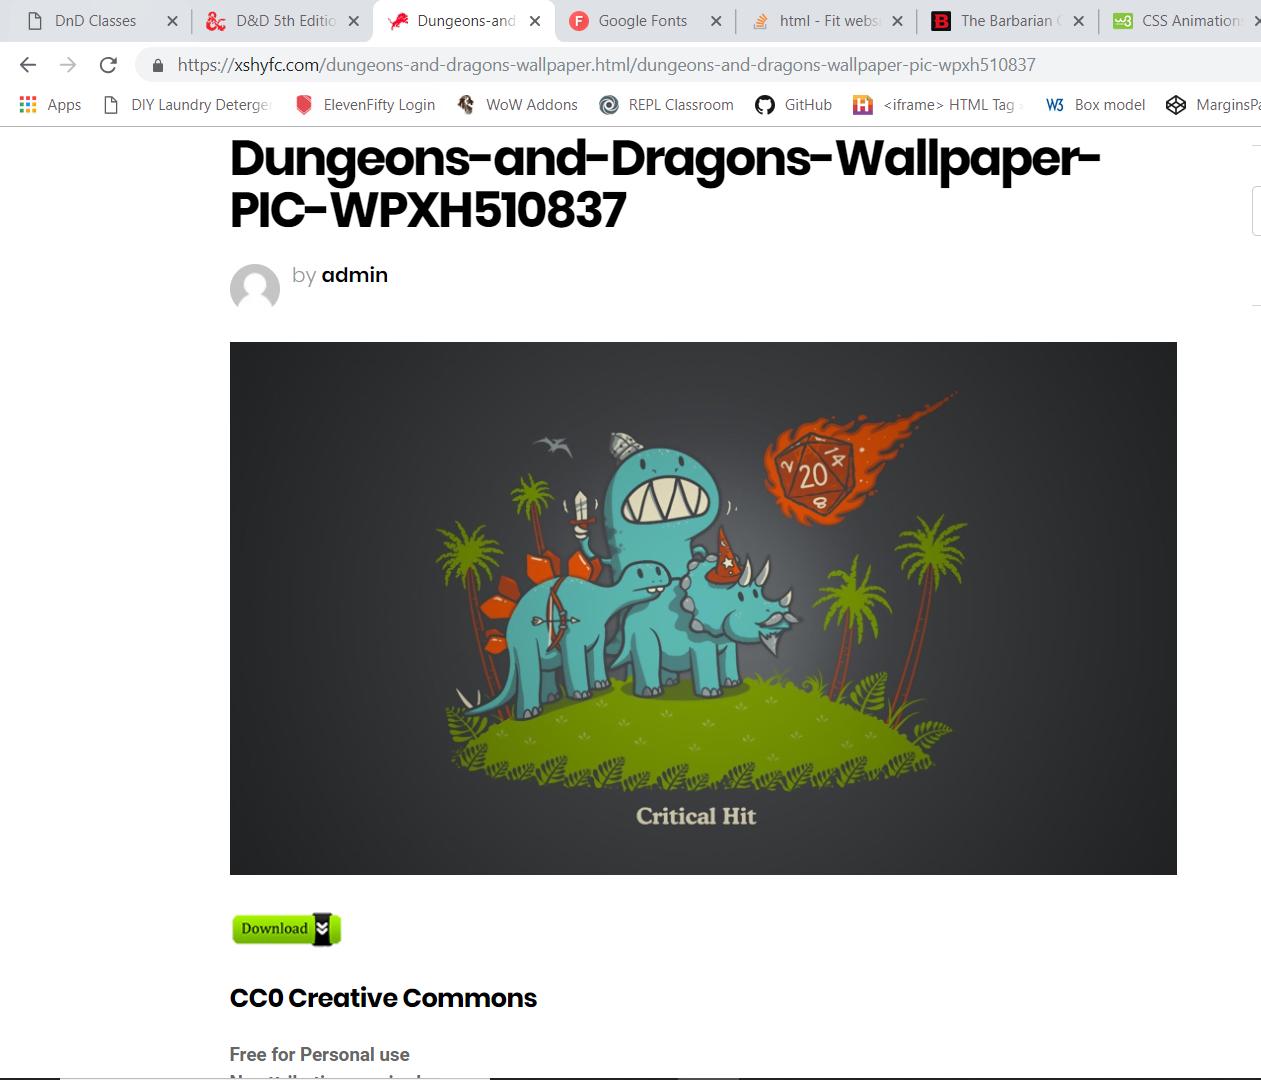 DnD Classes
D&D 5th Editio
Dungeons-and
Google Fonts
html - Fit webs
The Barbarian
CSS Animation
https://xshyfc.com/dungeons-and-dragons-wallpaper.html/dungeons-and-dragons-wallpaper-pic-wpxh510837
Apps
DIY Laundry Deterge
ElevenFifty Login
WoW Addons
REPL Classroom
GitHub
<iframe> HTML Tag
W3 Box model
MarginsPa
Dungeons-and-Dragons-Wallpaper-
PIC-WPXH510837
by admin
2
14
20
8
Critical Hit
Download
CC0 Creative Commons
Free for Personal use